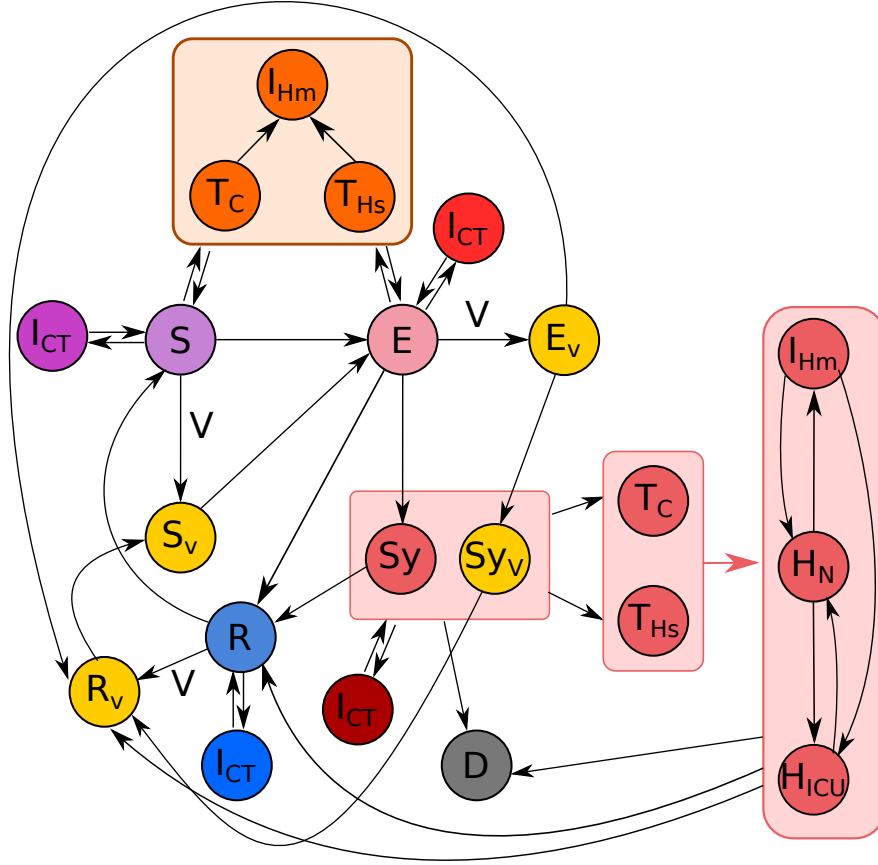 I_Hm
T_C
T_Hs
I_CT
V
I_CT
S
E
E_v
I_Hm
V
T_C
S_v
Sy
Sy_V
H_N
T_Hs
R
V
R_v
I_CT
I_CT
D
H_ICU